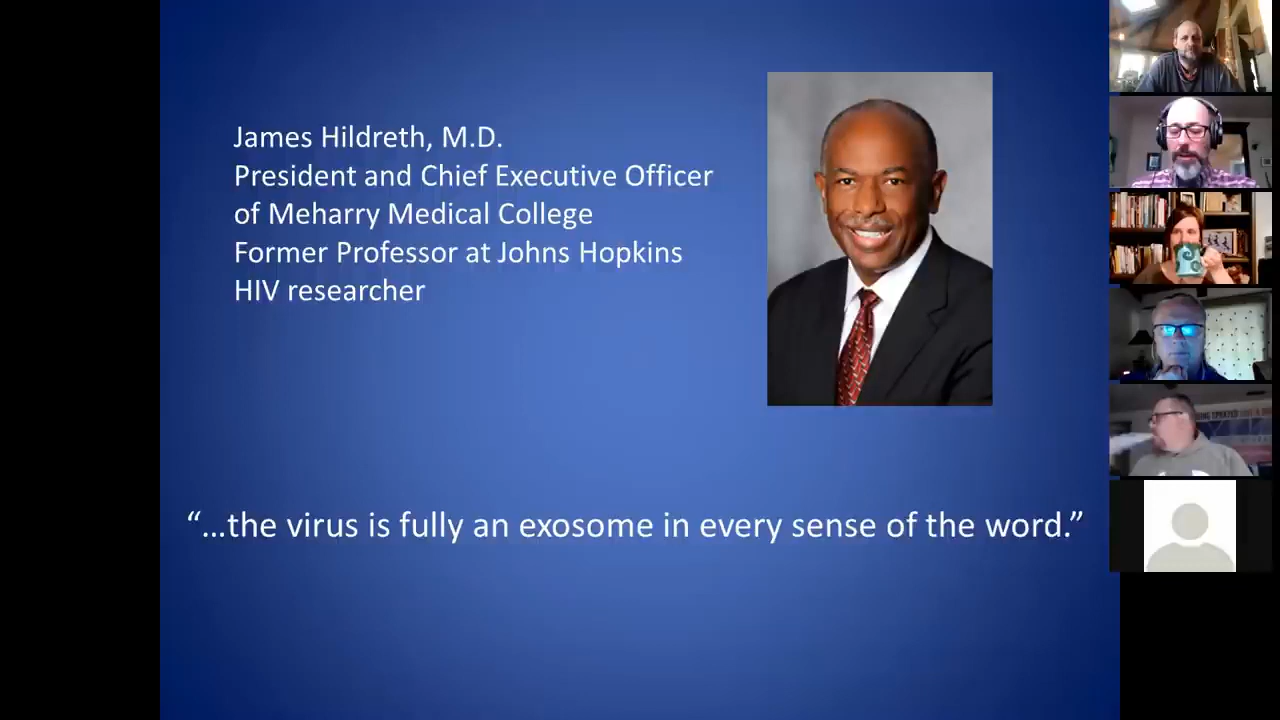 James Hildreth, M.D.
President and Chief Executive Officer
of Meharry Medical College
Former Professor at Johns Hopkins
HIV researcher
“...the virus is fully an exosome in every sense of the word.”